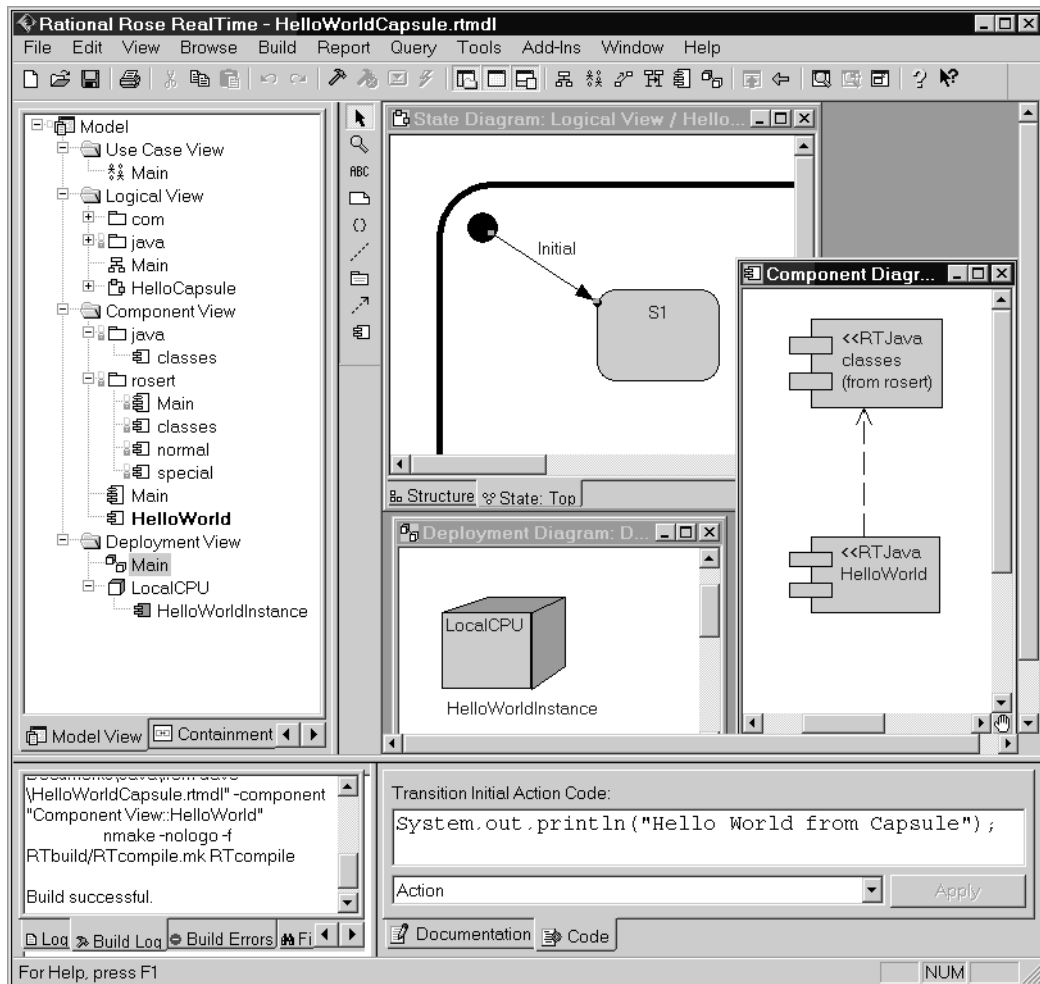 Rational Rose RealTime - HelloWorldCapsule.rtmdl
File Edit View Browse Build Report Query Tools Add-Ins Window Help
Model
Use Case View
Main
Logical View
com
java
Main
HelloCapsule
Component View
java
classes
rosert
Main
classes
normal
special
Main
HelloWorld
Deployment View
Main
LocalCPU
HelloWorldInstance
Model View Containment
ABC
State Diagram: Logical View / Hello...
Initial
S1
Structure State: Top
Deployment Diagram: D...
LocalCPU
HelloWorldInstance
Component Diagr...
<<RTJava
classes
(from rosert)
<<RTJava
HelloWorld
\HelloWorldCapsule.rtmdl" -component
"Component View::HelloWorld"
nmake -nologo -f
RTbuild/RTcompile.mk RTcompile
Build successful.
Log Build Log Build Errors Fi
Transition Initial Action Code:
System.out.println("Hello World from Capsule");
Action
Apply
Documentation Code
For Help, press F1
NUM